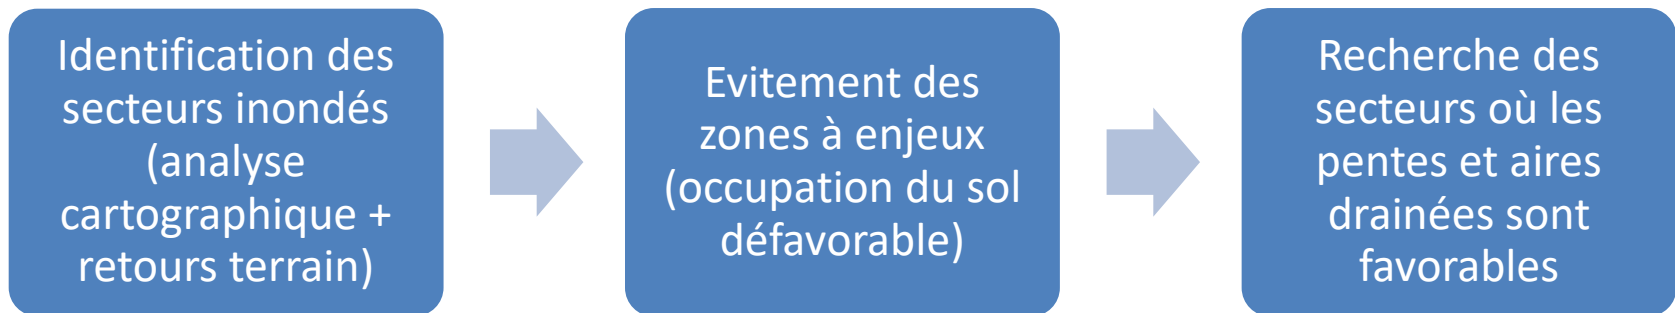 Identification des
secteurs inondés
(analyse
cartographique +
retours terrain)
Evitement des
zones à enjeux
(occupation du sol
défavorable)
Recherche des
secteurs où les
pentes et aires
drainées sont
favorables